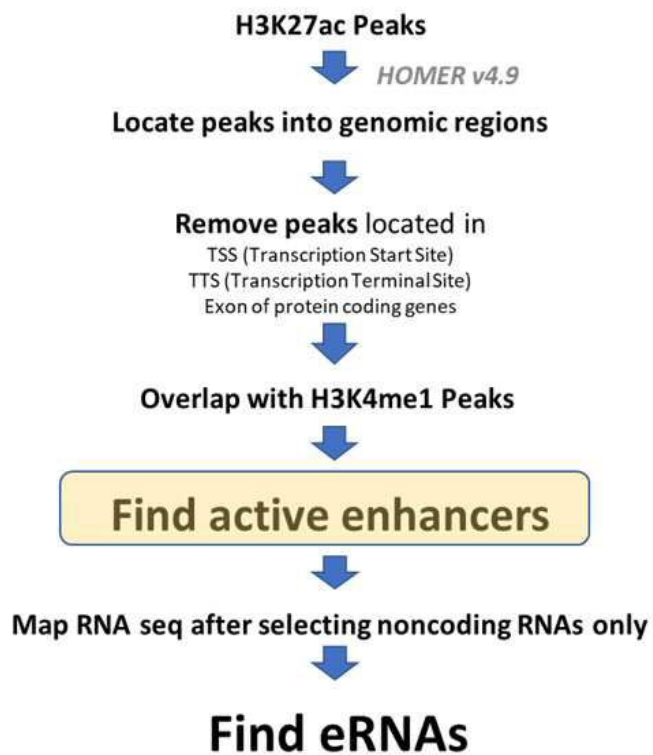 H3K27ac Peaks
HOMER v4.9
Locate peaks into genomic regions
Remove peaks located in
TSS (Transcription Start Site)
TTS (Transcription Terminal Site)
Exon of protein coding genes
Overlap with H3K4me1 Peaks
Find active enhancers
Map RNA seq after selecting noncoding RNAs only
Find eRNAs